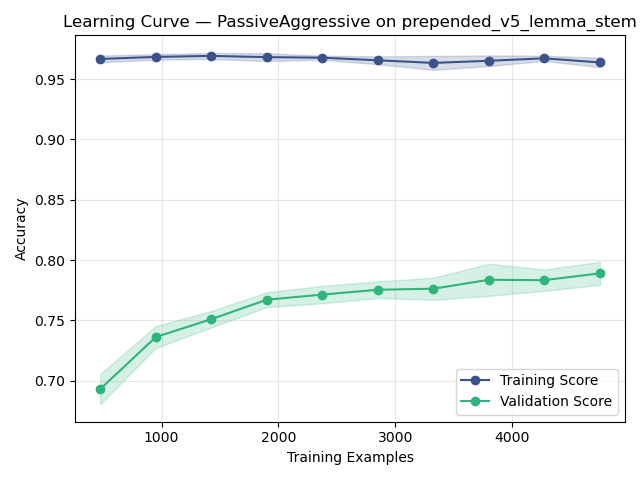 Learning Curve — PassiveAggressive on prepended_v5_lemma_stem
Accuracy
0.95
0.90
0.85
0.80
0.75
0.70
1000
2000
3000
4000
Training Examples
Training Score
Validation Score